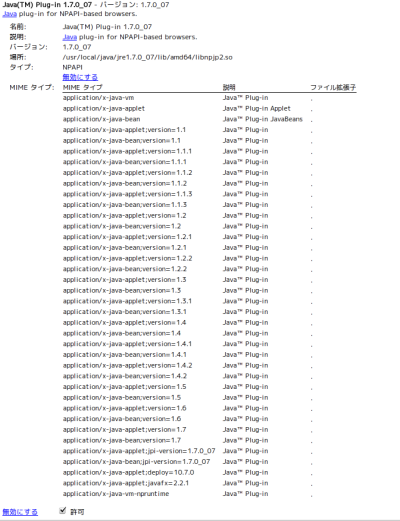 Java(TM) Plug-in 1.7.0_07 - バージョン: 1.7.0_07
Java plug-in for NPAPI-based browsers.
名前: Java(TM) Plug-in 1.7.0_07
説明: Java plug-in for NPAPI-based browsers.
バージョン: 1.7.0_07
場所: /usr/local/java/jre1.7.0_07/lib/amd64/libnpjp2.so
タイプ: NPAPI
無効にする
MIME タイプ: MIME タイプ 説明 ファイル拡張子
application/x-java-vm Java™ Plug-in .
application/x-java-applet Java™ Plug-in Applet .
application/x-java-bean Java™ Plug-in JavaBeans .
application/x-java-applet;version=1.1 Java™ Plug-in .
application/x-java-bean;version=1.1 Java™ Plug-in .
application/x-java-applet;version=1.1.1 Java™ Plug-in .
application/x-java-bean;version=1.1.1 Java™ Plug-in .
application/x-java-applet;version=1.1.2 Java™ Plug-in .
application/x-java-bean;version=1.1.2 Java™ Plug-in .
application/x-java-applet;version=1.1.3 Java™ Plug-in .
application/x-java-bean;version=1.1.3 Java™ Plug-in .
application/x-java-applet;version=1.2 Java™ Plug-in .
application/x-java-bean;version=1.2 Java™ Plug-in .
application/x-java-applet;version=1.2.1 Java™ Plug-in .
application/x-java-bean;version=1.2.1 Java™ Plug-in .
application/x-java-applet;version=1.2.2 Java™ Plug-in .
application/x-java-bean;version=1.2.2 Java™ Plug-in .
application/x-java-applet;version=1.3 Java™ Plug-in .
application/x-java-bean;version=1.3 Java™ Plug-in .
application/x-java-applet;version=1.3.1 Java™ Plug-in .
application/x-java-bean;version=1.3.1 Java™ Plug-in .
application/x-java-applet;version=1.4 Java™ Plug-in .
application/x-java-bean;version=1.4 Java™ Plug-in .
application/x-java-applet;version=1.4.1 Java™ Plug-in .
application/x-java-bean;version=1.4.1 Java™ Plug-in .
application/x-java-applet;version=1.4.2 Java™ Plug-in .
application/x-java-bean;version=1.4.2 Java™ Plug-in .
application/x-java-applet;version=1.5 Java™ Plug-in .
application/x-java-bean;version=1.5 Java™ Plug-in .
application/x-java-applet;version=1.6 Java™ Plug-in .
application/x-java-bean;version=1.6 Java™ Plug-in .
application/x-java-applet;version=1.7 Java™ Plug-in .
application/x-java-bean;version=1.7 Java™ Plug-in .
application/x-java-applet;jpi-version=1.7.0_07 Java™ Plug-in .
application/x-java-bean;jpi-version=1.7.0_07 Java™ Plug-in .
application/x-java-applet;deploy=10.7.0 Java™ Plug-in .
application/x-java-applet;javafx=2.2.1 Java™ Plug-in .
application/x-java-vm-npruntime Java™ Plug-in .
無効にする 許可